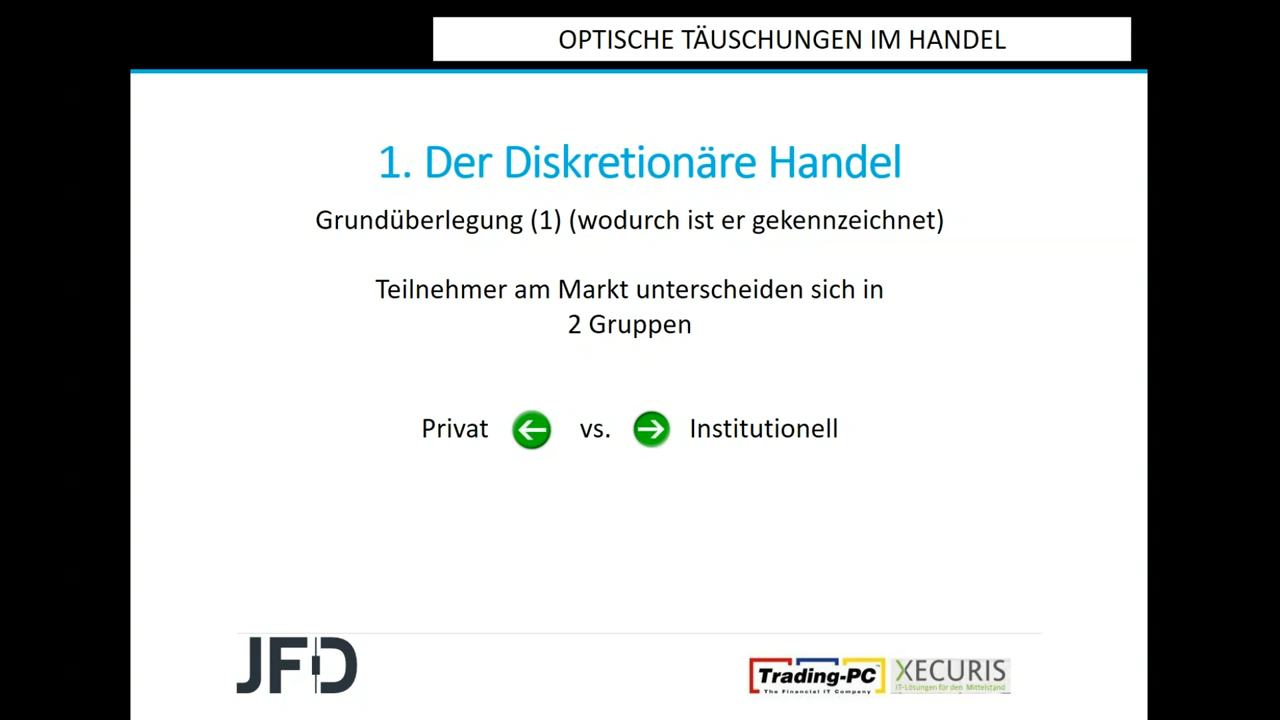 OPTISCHE TÄUSCHUNGEN IM HANDEL
1. Der Diskretionäre Handel
Grundüberlegung (1) (wodurch ist er gekennzeichnet)
Teilnehmer am Markt unterscheiden sich in
2 Gruppen
Privat vs. Institutionell
JFD
Trading-PC
The Financial IT Company
XECURIS
IT-Lösungen für den Mittelstand